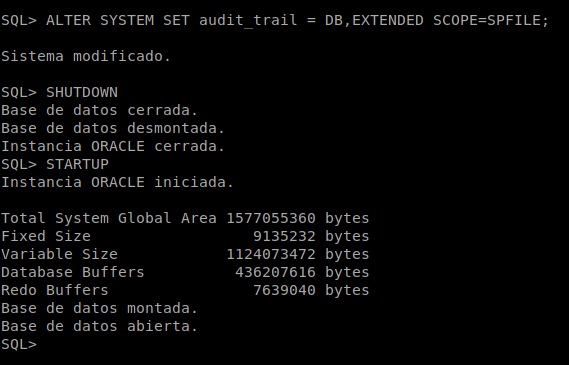 SQL> ALTER SYSTEM SET audit_trail = DB,EXTENDED SCOPE=SPFILE;
Sistema modificado.
SQL> SHUTDOWN
Base de datos cerrada.
Base de datos desmontada.
Instancia ORACLE cerrada.
SQL> STARTUP
Instancia ORACLE iniciada.
Total System Global Area 1577055360 bytes
Fixed Size 9135232 bytes
Variable Size 1124073472 bytes
Database Buffers 436207616 bytes
Redo Buffers 7639040 bytes
Base de datos montada.
Base de datos abierta.
SQL>